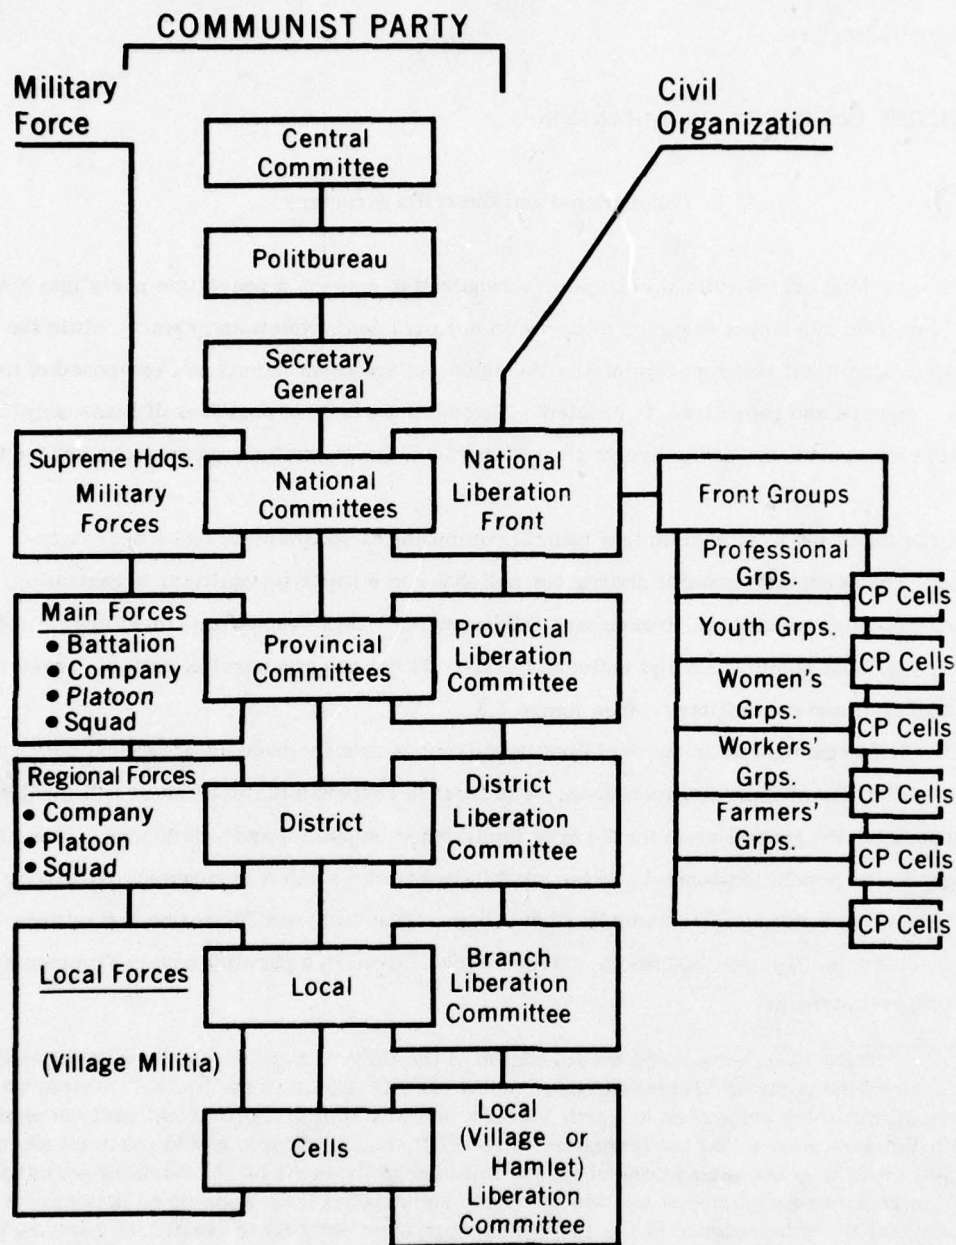 COMMUNIST PARTY
Military
Force
Civil
Organization
Central
Committee
Politbureau
Secretary
General
Supreme Hdqs.
Military
Forces
National
Committees
National
Liberation
Front
Front Groups
Professional
Grps.
CP Cells
Youth Grps.
CP Cells
Women's
Grps.
CP Cells
Workers'
Grps.
CP Cells
Farmers'
Grps.
CP Cells
CP Cells
Main Forces
• Battalion
• Company
• Platoon
• Squad
Provincial
Committees
Provincial
Liberation
Committee
Regional Forces
• Company
• Platoon
• Squad
District
District
Liberation
Committee
Local Forces
(Village Militia)
Local
Branch
Liberation
Committee
Cells
Local
(Village or
Hamlet)
Liberation
Committee